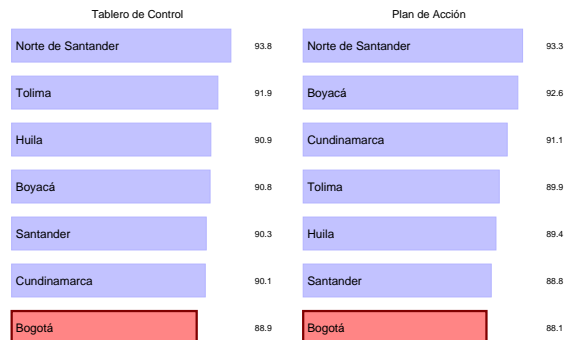 Tablero de Control
Norte de Santander 93.8
Tolima 91.9
Huila 90.9
Boyacá 90.8
Santander 90.3
Cundinamarca 90.1
Bogotá 88.9
Plan de Acción
Norte de Santander 93.3
Boyacá 92.6
Cundinamarca 91.1
Tolima 89.9
Huila 89.4
Santander 88.8
Bogotá 88.1